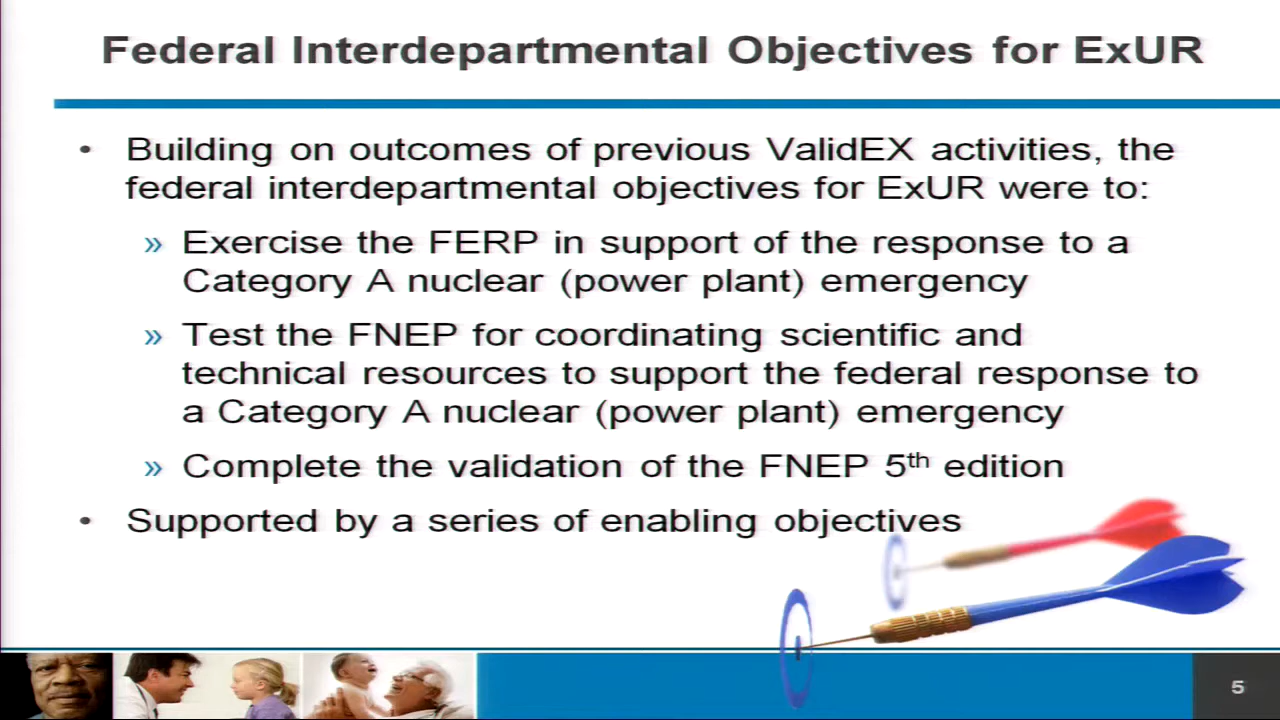 Federal Interdepartmental Objectives for ExUR
• Building on outcomes of previous ValidEX activities, the
federal interdepartmental objectives for ExUR were to:
» Exercise the FERP in support of the response to a
Category A nuclear (power plant) emergency
» Test the FNEP for coordinating scientific and
technical resources to support the federal response to
a Category A nuclear (power plant) emergency
» Complete the validation of the FNEP 5th edition
• Supported by a series of enabling objectives
5